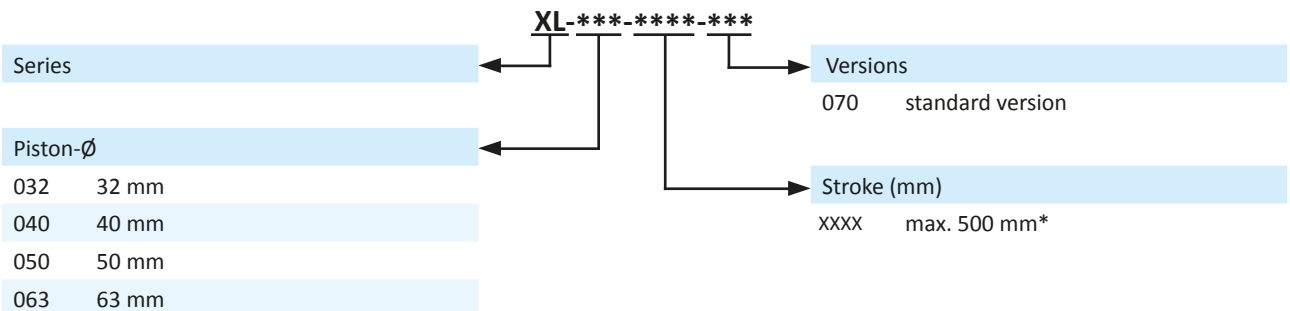 XL-***-****-***
Series
Versions
070 standard version
Piston-Ø
032 32 mm
Stroke (mm)
040 40 mm
XXXX max. 500 mm*
050 50 mm
063 63 mm